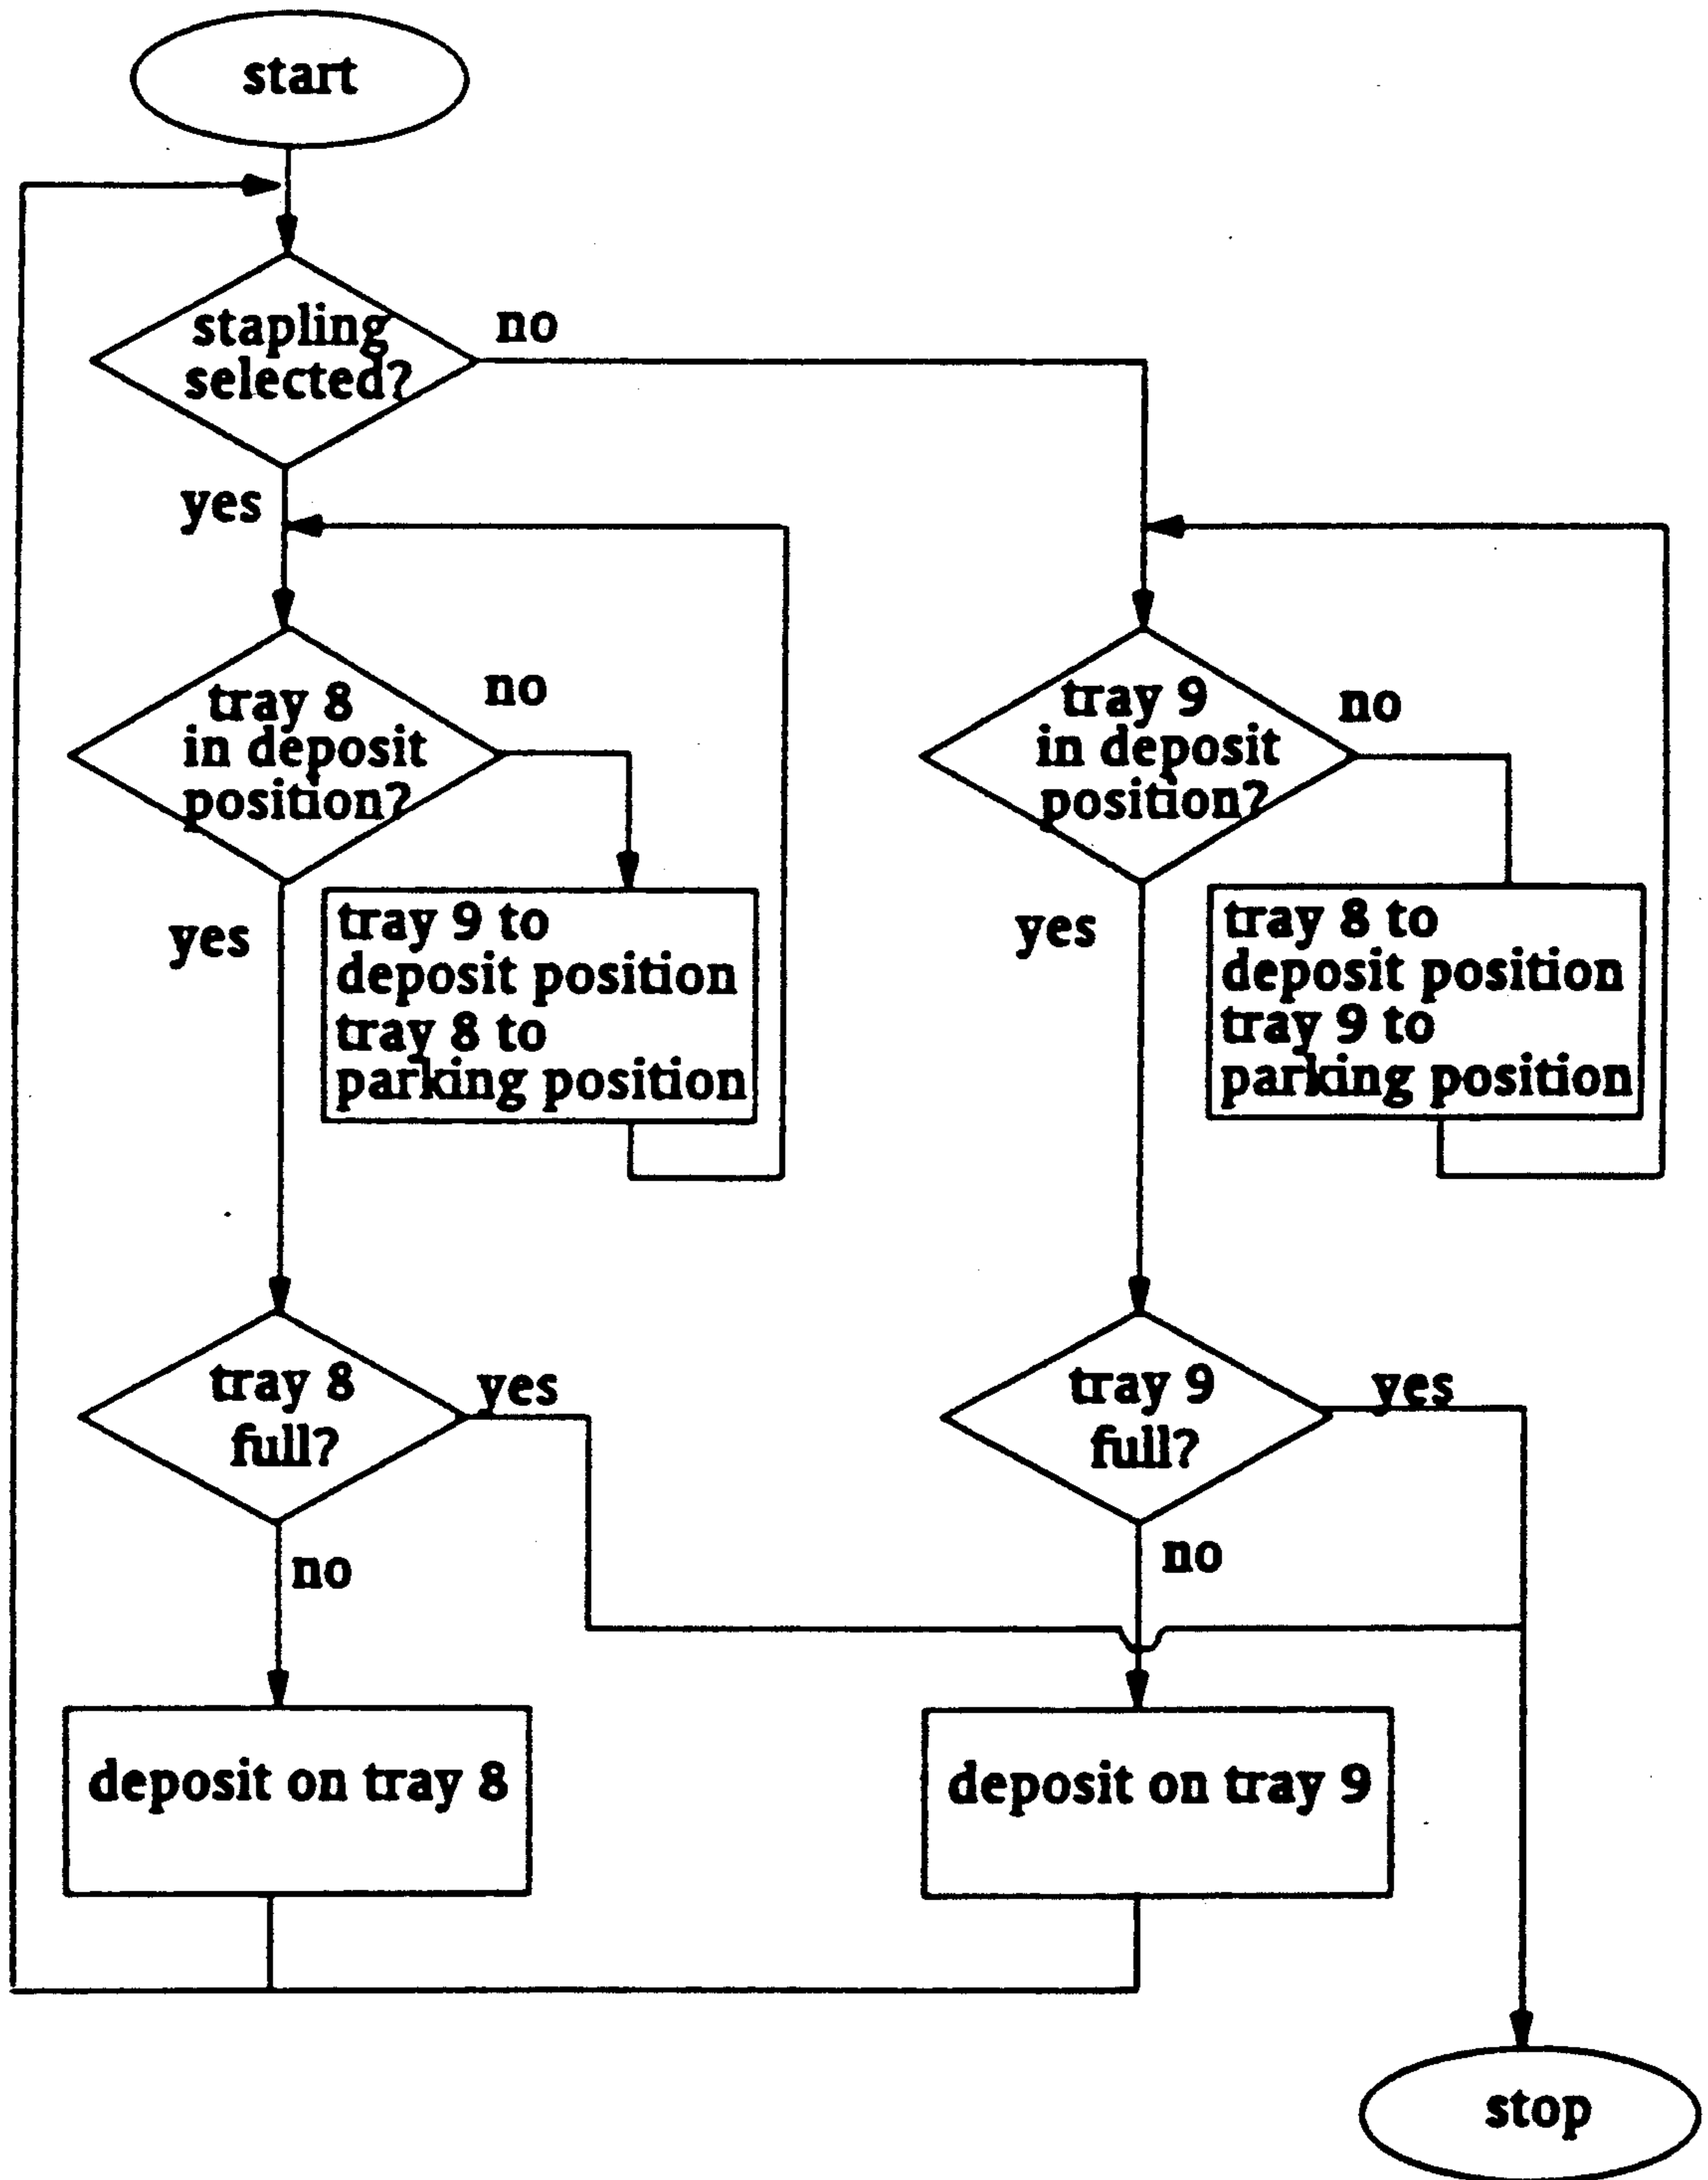 start
stapling
selected?
no
yes
tray 8
in deposit
position?
no
yes
tray 9 to
deposit position
tray 8 to
parking position
tray 9
in deposit
position?
no
yes
tray 8 to
deposit position
tray 9 to
parking position
tray 8
full?
yes
no
tray 9
full?
yes
no
deposit on tray 8
deposit on tray 9
stop